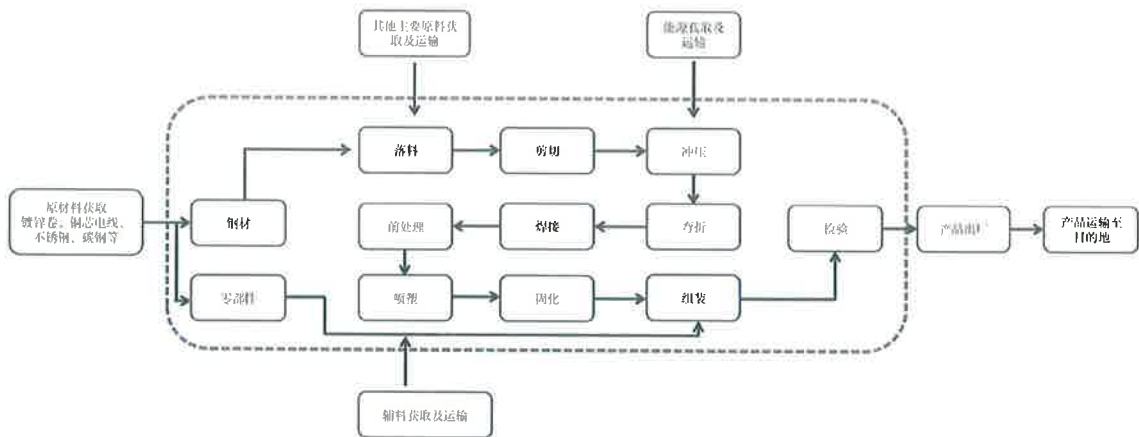 其他主要原料获
取及运输
能源获取及
运输
落料
剪切
冲压
原材料获取
镀锌卷、铜芯电线、
不锈钢、碳钢等
钢材
前处理
焊接
弯折
检验
产品出厂
产品运输至
目的地
零部件
喷塑
固化
组装
辅料获取及运输